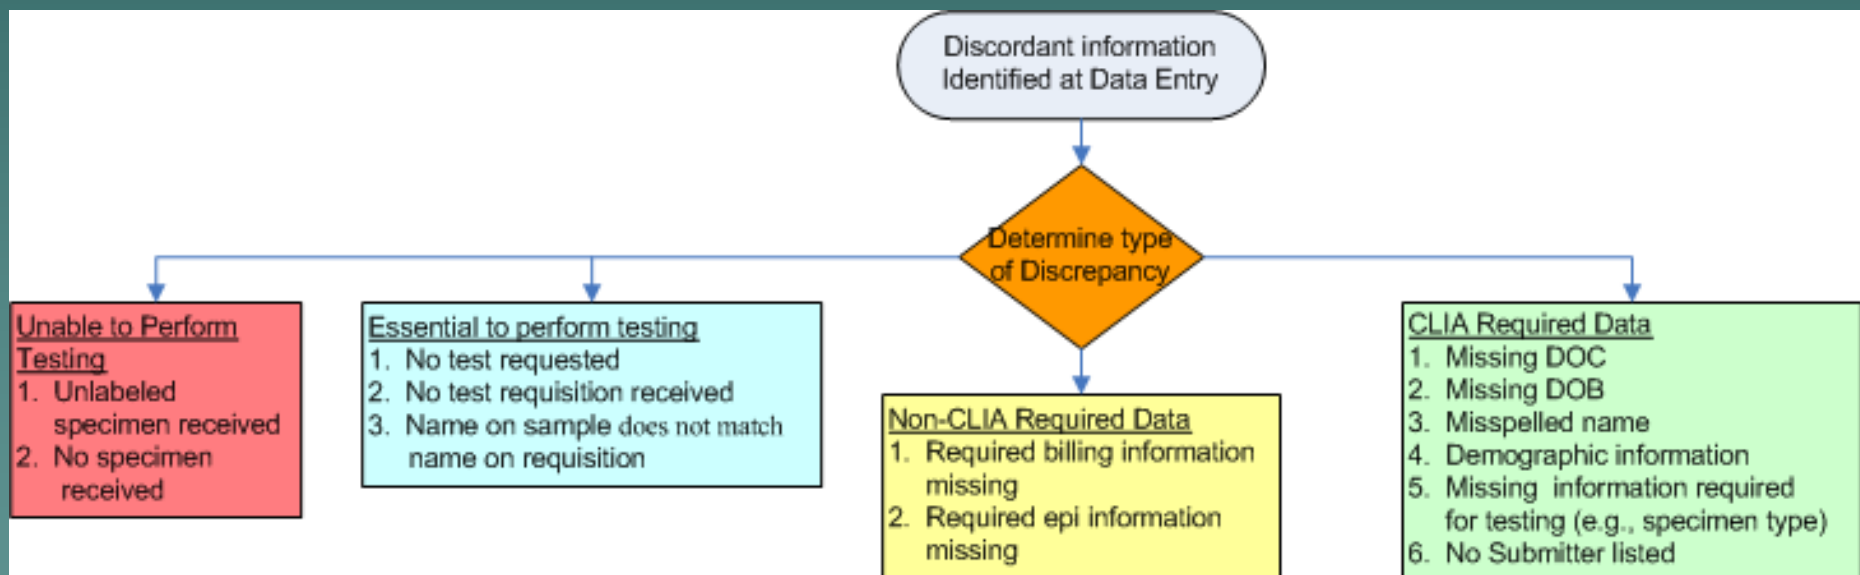 Discordant information
Identified at Data Entry
Determine type
of Discrepancy
Unable to Perform
Testing
1. Unlabeled
specimen received
2. No specimen
received
Essential to perform testing
1. No test requested
2. No test requisition received
3. Name on sample does not match
name on requisition
Non-CLIA Required Data
1. Required billing information
missing
2. Required epi information
missing
CLIA Required Data
1. Missing DOC
2. Missing DOB
3. Misspelled name
4. Demographic information
5. Missing information required
for testing (e.g., specimen type)
6. No Submitter listed